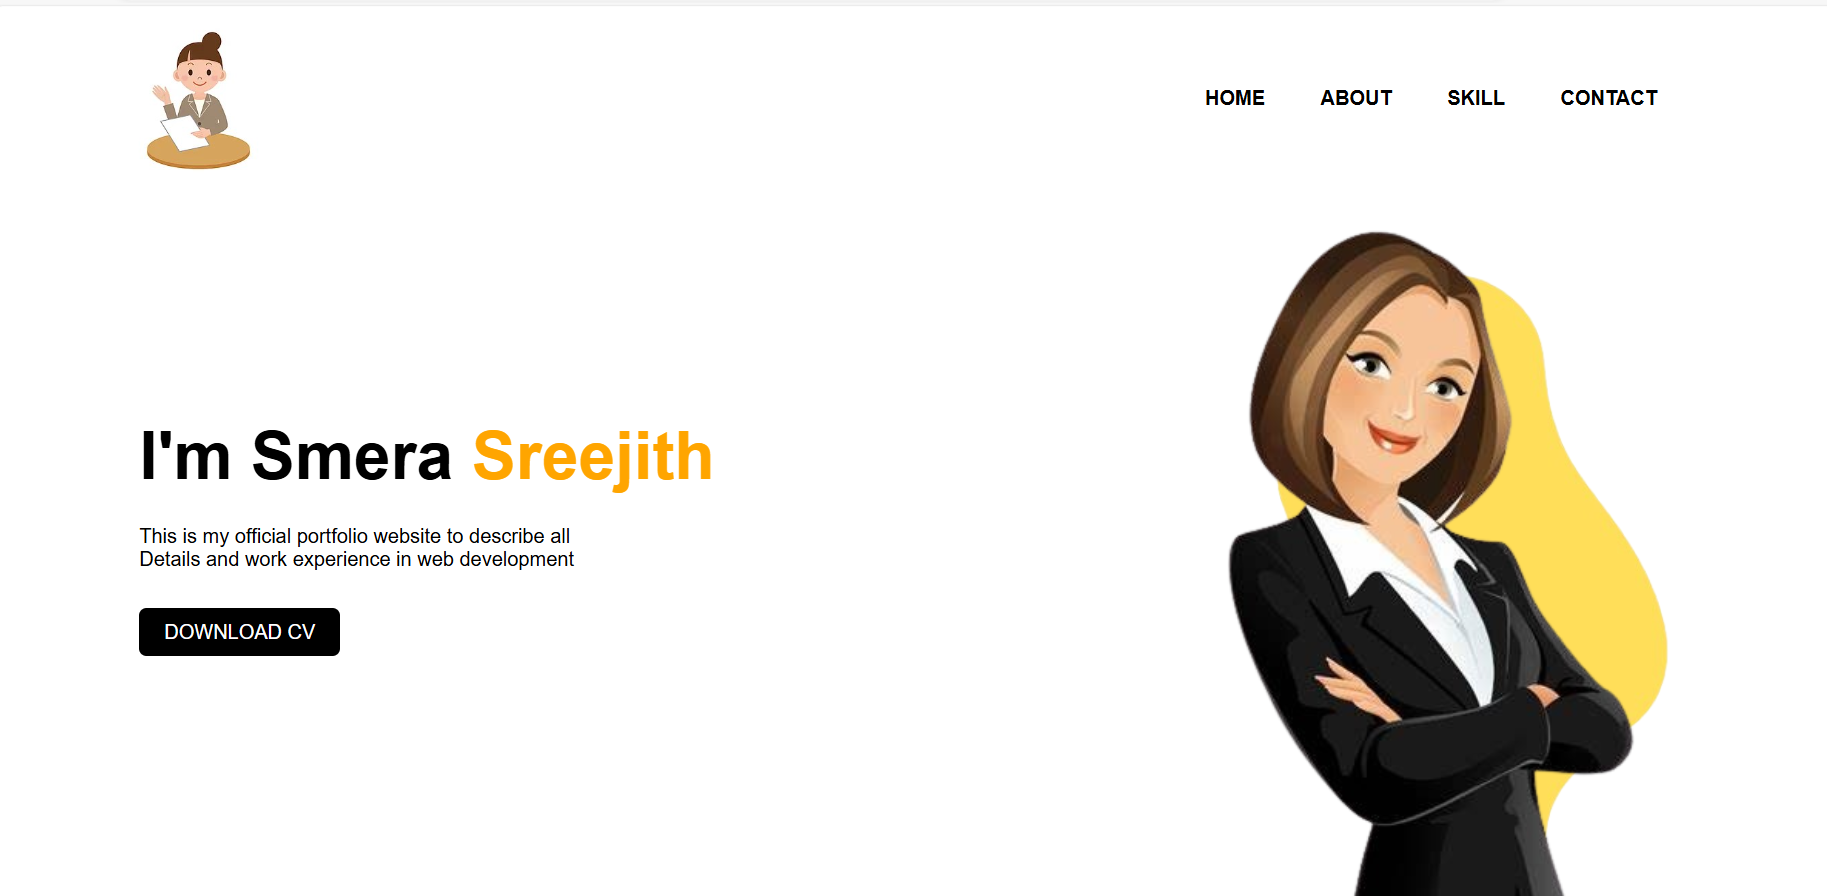 HOME ABOUT SKILL CONTACT
I'm Smera Sreejith
This is my official portfolio website to describe all
Details and work experience in web development
DOWNLOAD CV